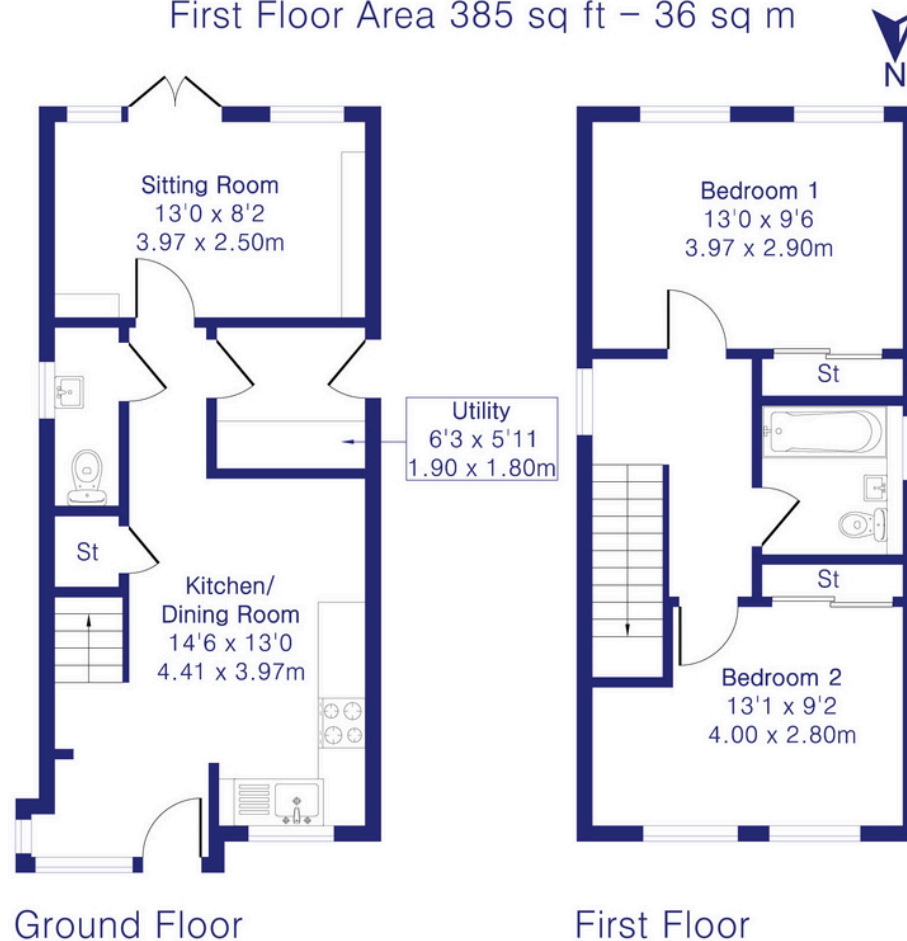 First Floor Area 385 sq ft – 36 sq m
N
Sitting Room
13'0 x 8'2
3.97 x 2.50m
Utility
6'3 x 5'11
1.90 x 1.80m
St
Kitchen/
Dining Room
14'6 x 13'0
4.41 x 3.97m
Ground Floor
Bedroom 1
13'0 x 9'6
3.97 x 2.90m
St
St
Bedroom 2
13'1 x 9'2
4.00 x 2.80m
First Floor